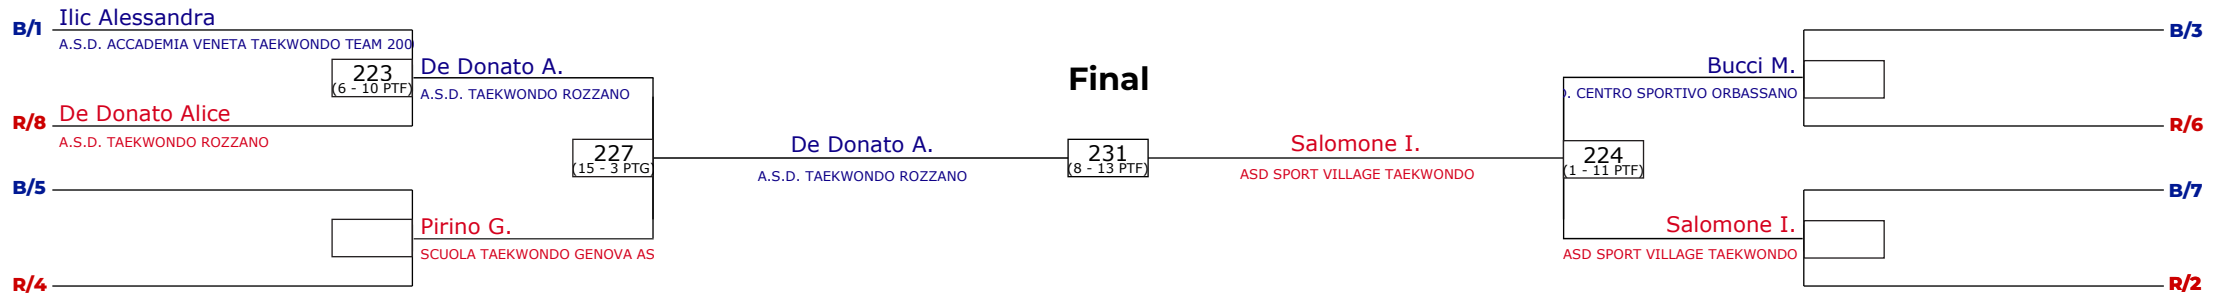 B/1
Ilic Alessandra
A.S.D. ACCADEMIA VENETA TAEKWONDO TEAM 200
223
(6 - 10 PTF)
R/8
De Donato Alice
A.S.D. TAEKWONDO ROZZANO
De Donato A.
A.S.D. TAEKWONDO ROZZANO
227
(15 - 3 PTG)
B/5
R/4
Pirino G.
SCUOLA TAEKWONDO GENOVA AS
De Donato A.
A.S.D. TAEKWONDO ROZZANO
Final
231
(8 - 13 PTF)
Salomone I.
ASD SPORT VILLAGE TAEKWONDO
224
(1 - 11 PTF)
Bucci M.
. CENTRO SPORTIVO ORBASSANO
Salomone I.
ASD SPORT VILLAGE TAEKWONDO
B/3
R/6
B/7
R/2